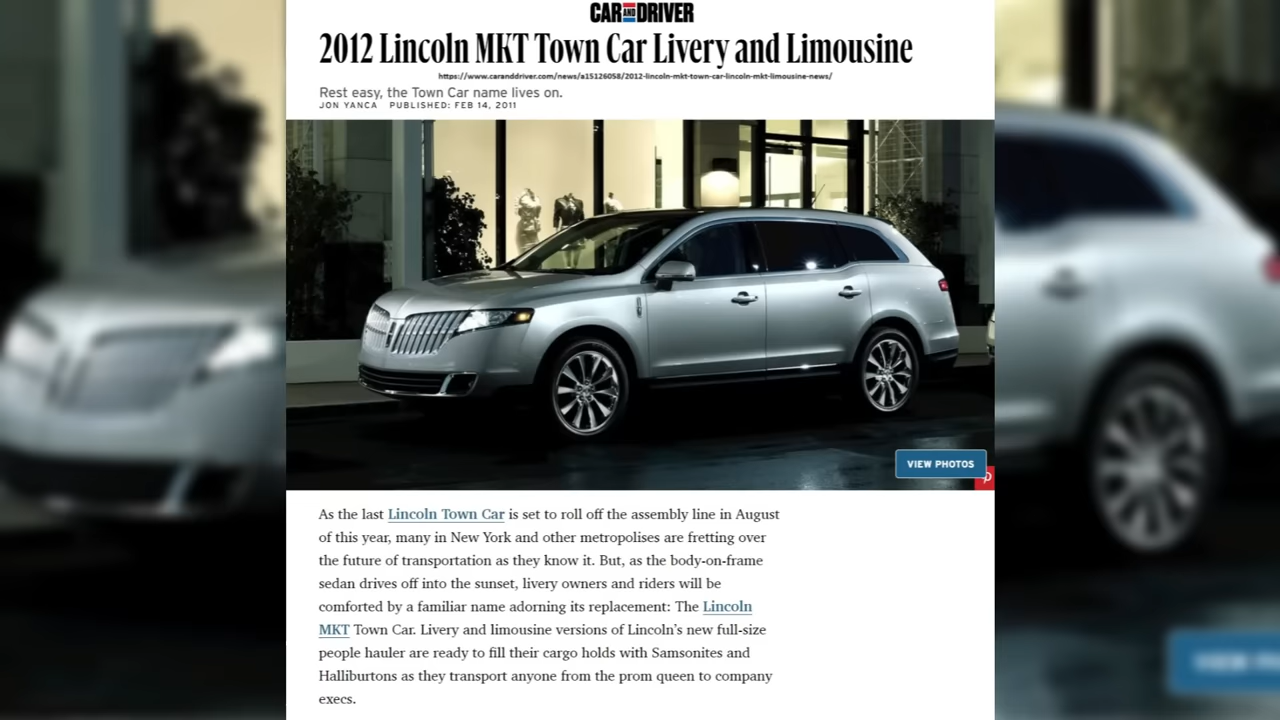 CAR AND DRIVER
2012 Lincoln MKT Town Car Livery and Limousine
https://www.caranddriver.com/news/a15126058/2012-lincoln-mkt-town-car-lincoln-mkt-limousine-news/
Rest easy, the Town Car name lives on.
JON YANCA PUBLISHED: FEB 14, 2011
VIEW PHOTOS
As the last Lincoln Town Car is set to roll off the assembly line in August
of this year, many in New York and other metropolises are fretting over
the future of transportation as they know it. But, as the body-on-frame
sedan drives off into the sunset, livery owners and riders will be
comforted by a familiar name adorning its replacement: The Lincoln
MKT Town Car. Livery and limousine versions of Lincoln's new full-size
people hauler are ready to fill their cargo holds with Samsonites and
Halliburtons as they transport anyone from the prom queen to company
execs.